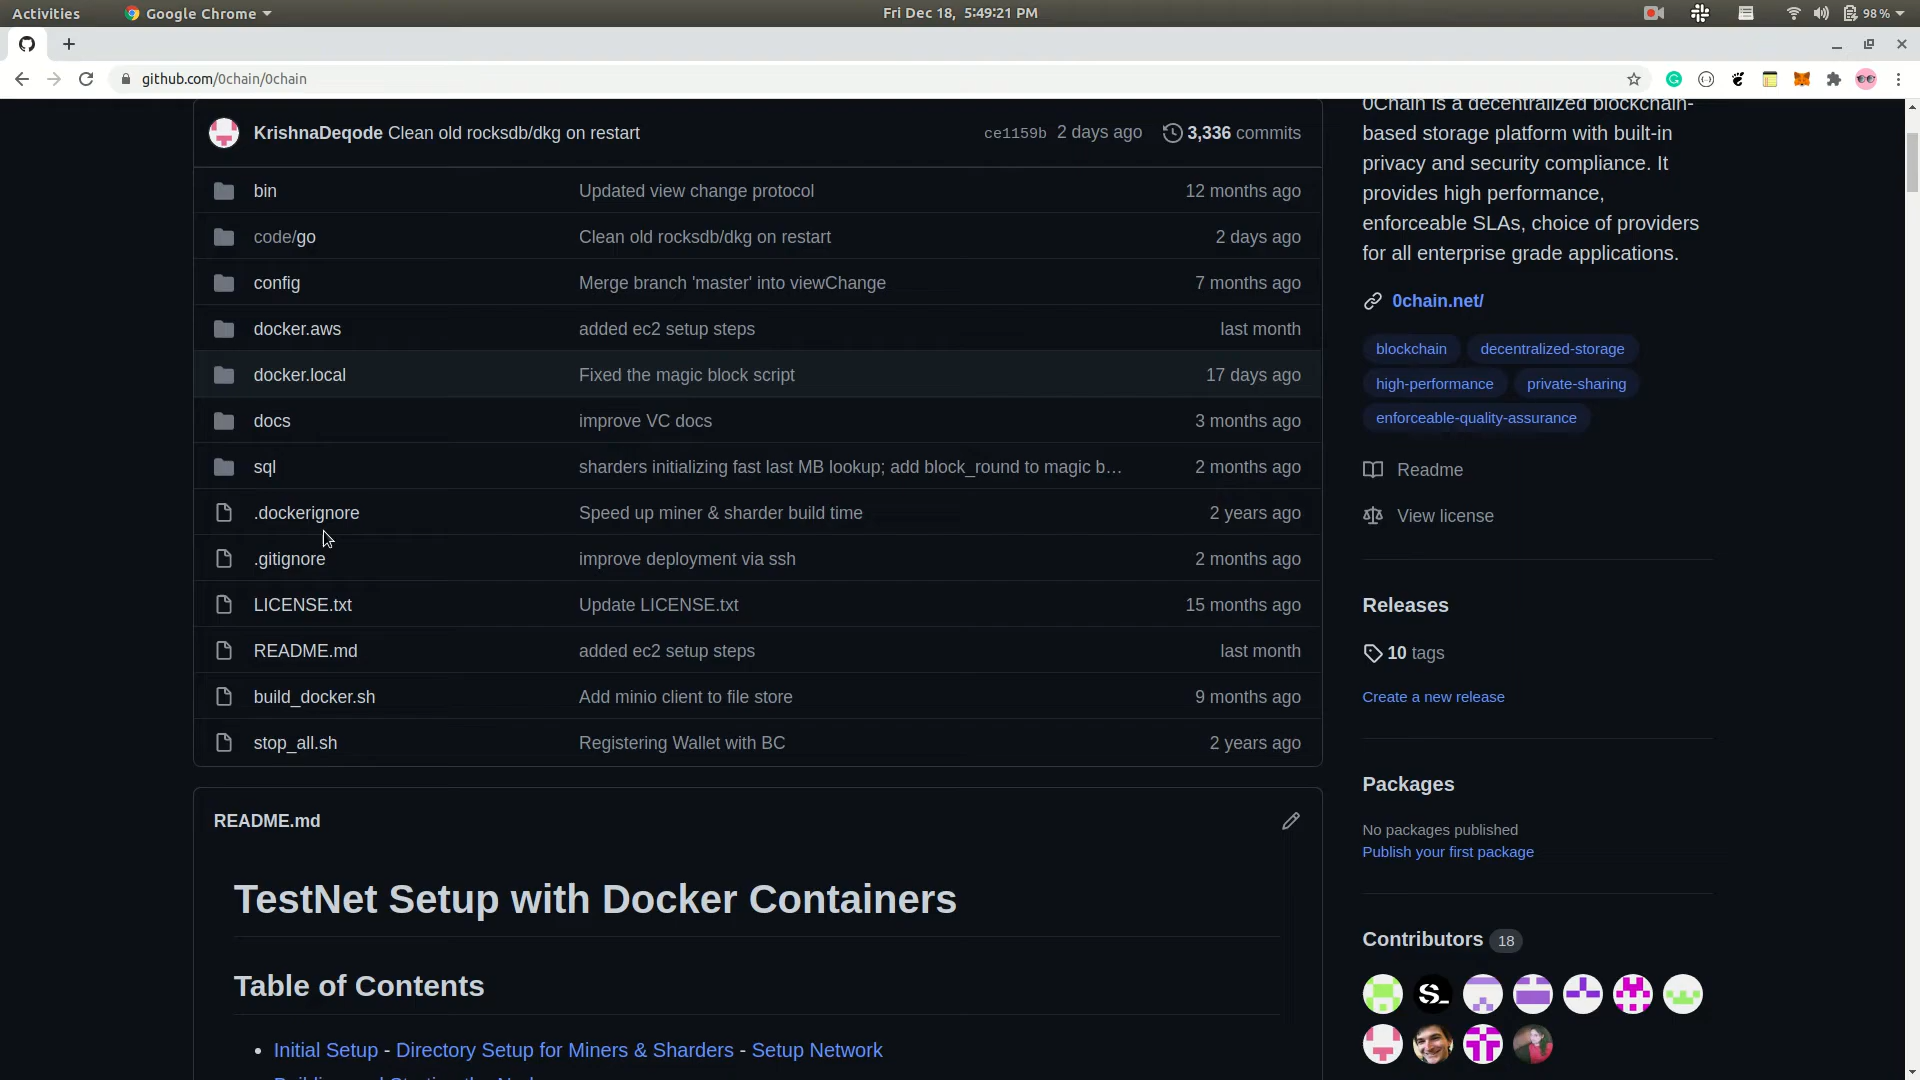 Activities Google Chrome Fri Dec 18, 5:49:21 PM 98 %
github.com/0chain/0chain
KrishnaDeqode Clean old rocksdb/dkg on restart ce1159b 2 days ago 3,336 commits
bin Updated view change protocol 12 months ago
code/go Clean old rocksdb/dkg on restart 2 days ago
config Merge branch 'master' into viewChange 7 months ago
docker.aws added ec2 setup steps last month
docker.local Fixed the magic block script 17 days ago
docs improve VC docs 3 months ago
sql sharders initializing fast last MB lookup; add block_round to magic b… 2 months ago
.dockerignore Speed up miner & sharder build time 2 years ago
.gitignore improve deployment via ssh 2 months ago
LICENSE.txt Update LICENSE.txt 15 months ago
README.md added ec2 setup steps last month
build_docker.sh Add minio client to file store 9 months ago
stop_all.sh Registering Wallet with BC 2 years ago
README.md
TestNet Setup with Docker Containers
Table of Contents
Initial Setup - Directory Setup for Miners & Sharders - Setup Network
0Chain is a decentralized blockchain-
based storage platform with built-in
privacy and security compliance. It
provides high performance,
enforceable SLAs, choice of providers
for all enterprise grade applications.
0chain.net/
blockchain decentralized-storage
high-performance private-sharing
enforceable-quality-assurance
Readme
View license
Releases
10 tags
Create a new release
Packages
No packages published
Publish your first package
Contributors 18